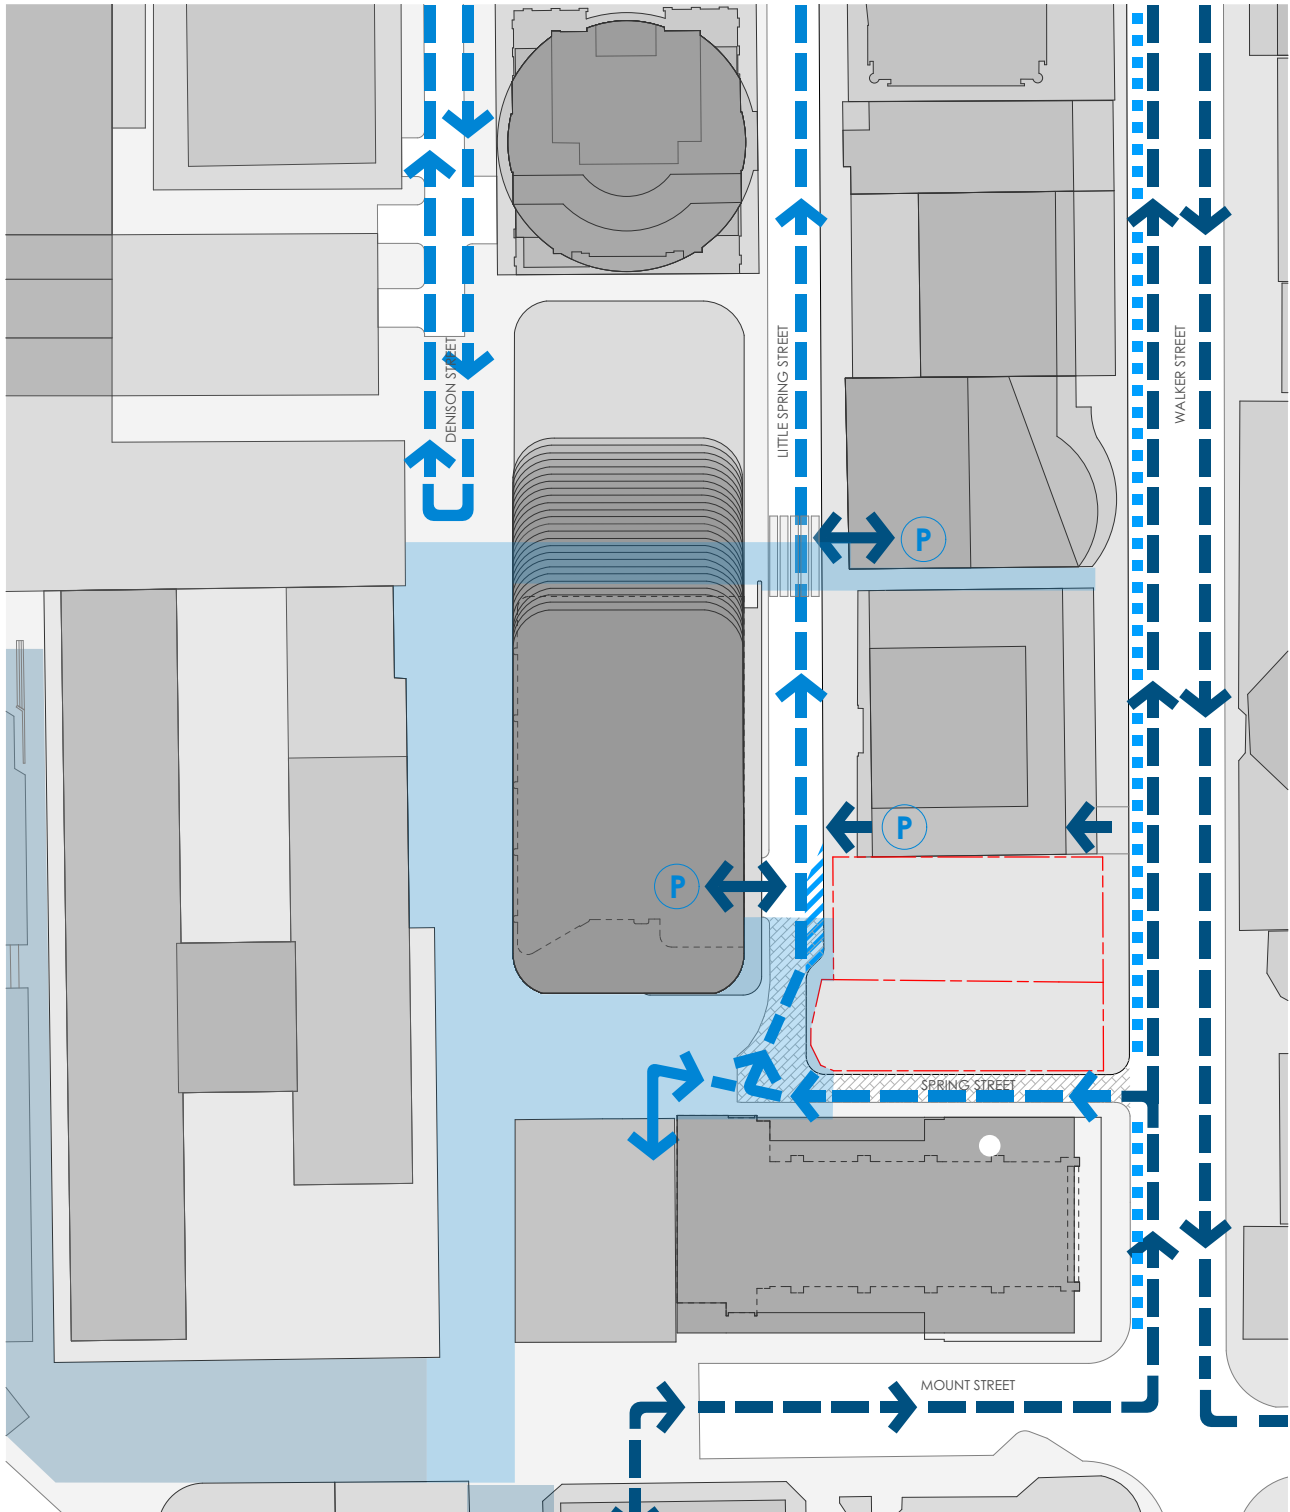 DENISON STREET
LITTLE SPRING STREET
WALKER STREET
P
P
P
SPRING STREET
MOUNT STREET